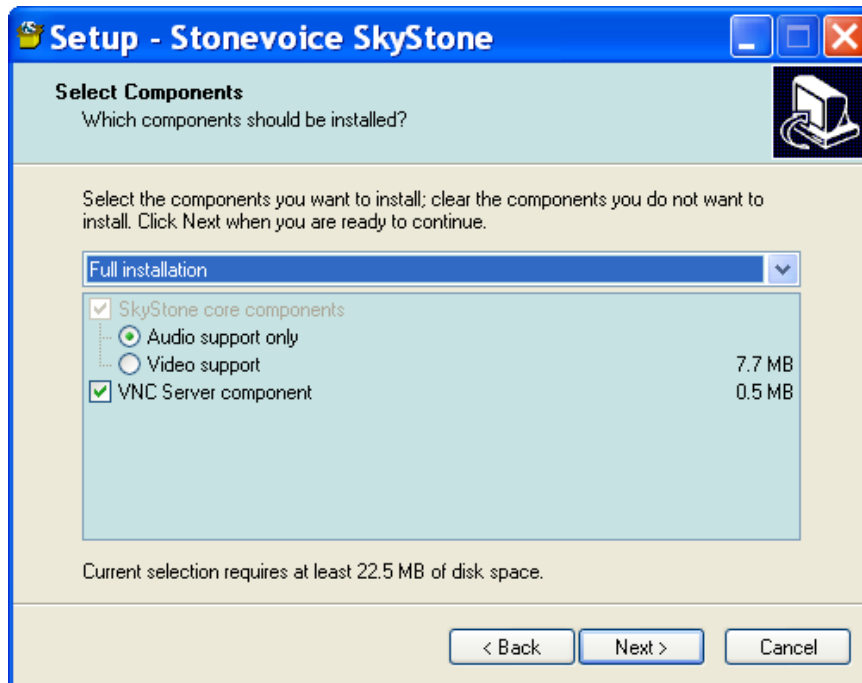 Setup - Stonevoice SkyStone
Select Components
Which components should be installed?
Select the components you want to install; clear the components you do not want to
install. Click Next when you are ready to continue.
Full installation
SkyStone core components
Audio support only
Video support 7.7 MB
VNC Server component 0.5 MB
Current selection requires at least 22.5 MB of disk space.
< Back Next > Cancel